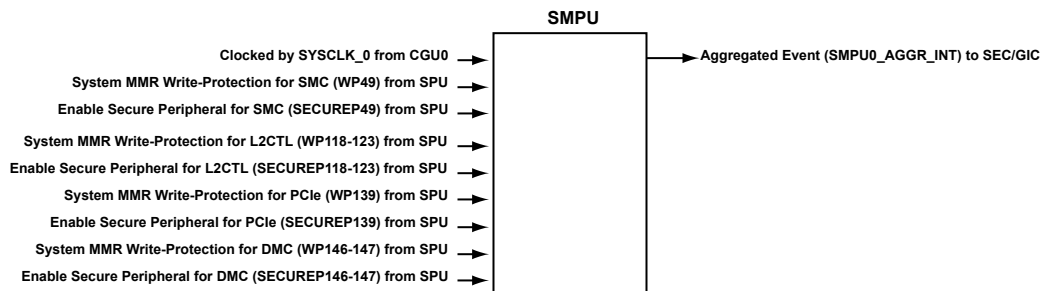 SMPU
Clocked by SYSCLK_0 from CGU0
Aggregated Event (SMPU0_AGGR_INT) to SEC/GIC
System MMR Write-Protection for SMC (WP49) from SPU
Enable Secure Peripheral for SMC (SECUREP49) from SPU
System MMR Write-Protection for L2CTL (WP118-123) from SPU
Enable Secure Peripheral for L2CTL (SECUREP118-123) from SPU
System MMR Write-Protection for PCIe (WP139) from SPU
Enable Secure Peripheral for PCIe (SECUREP139) from SPU
System MMR Write-Protection for DMC (WP146-147) from SPU
Enable Secure Peripheral for DMC (SECUREP146-147) from SPU